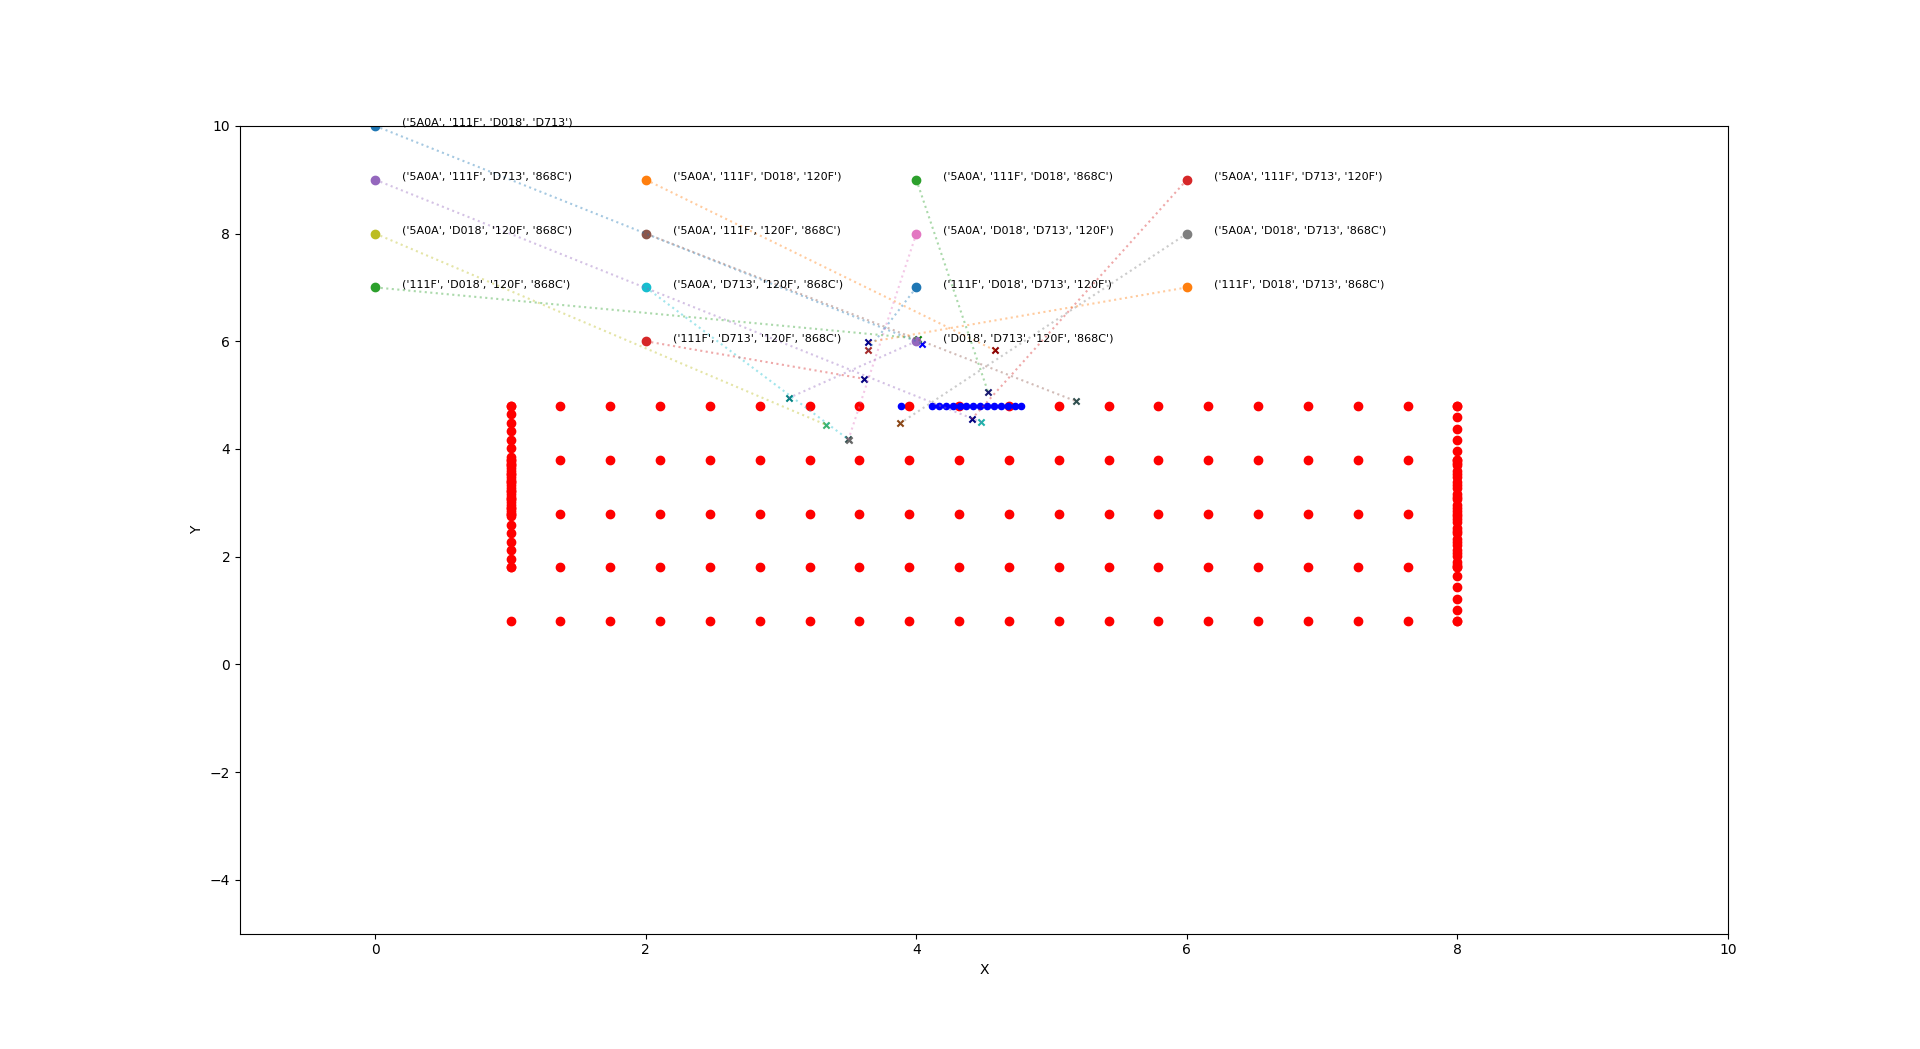 ('5A0A', '111F', 'D018', 'D713')
10
('5A0A', '111F', 'D713', '868C')
('5A0A', '111F', 'D018', '120F')
('5A0A', '111F', 'D018', '868C')
('5A0A', '111F', 'D713', '120F')
8
('5A0A', 'D018', '120F', '868C')
('5A0A', '111F', '120F', '868C')
('5A0A', 'D018', 'D713', '120F')
('5A0A', 'D018', 'D713', '868C')
('111F', 'D018', '120F', '868C')
('5A0A', 'D713', '120F', '868C')
('111F', 'D018', 'D713', '120F')
('111F', 'D018', 'D713', '868C')
6
('111F', 'D713', '120F', '868C')
('D018', 'D713', '120F', '868C')
4
Y
2
0
−2
−4
0 2 4 6 8 10
X